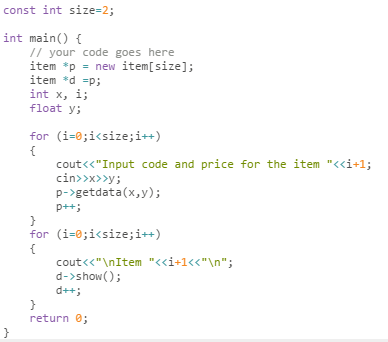 const int size=2;
int main() {
// your code goes here
item *p = new item[size];
item *d =p;
int x, i;
float y;
for (i=0;i<size;i++)
{
cout<<"Input code and price for the item "<<i+1;
cin>>x>>y;
p->getdata(x,y);
p++;
}
for (i=0;i<size;i++)
{
cout<<"\nItem "<<i+1<<"\n";
d->show();
d++;
}
return 0;
}